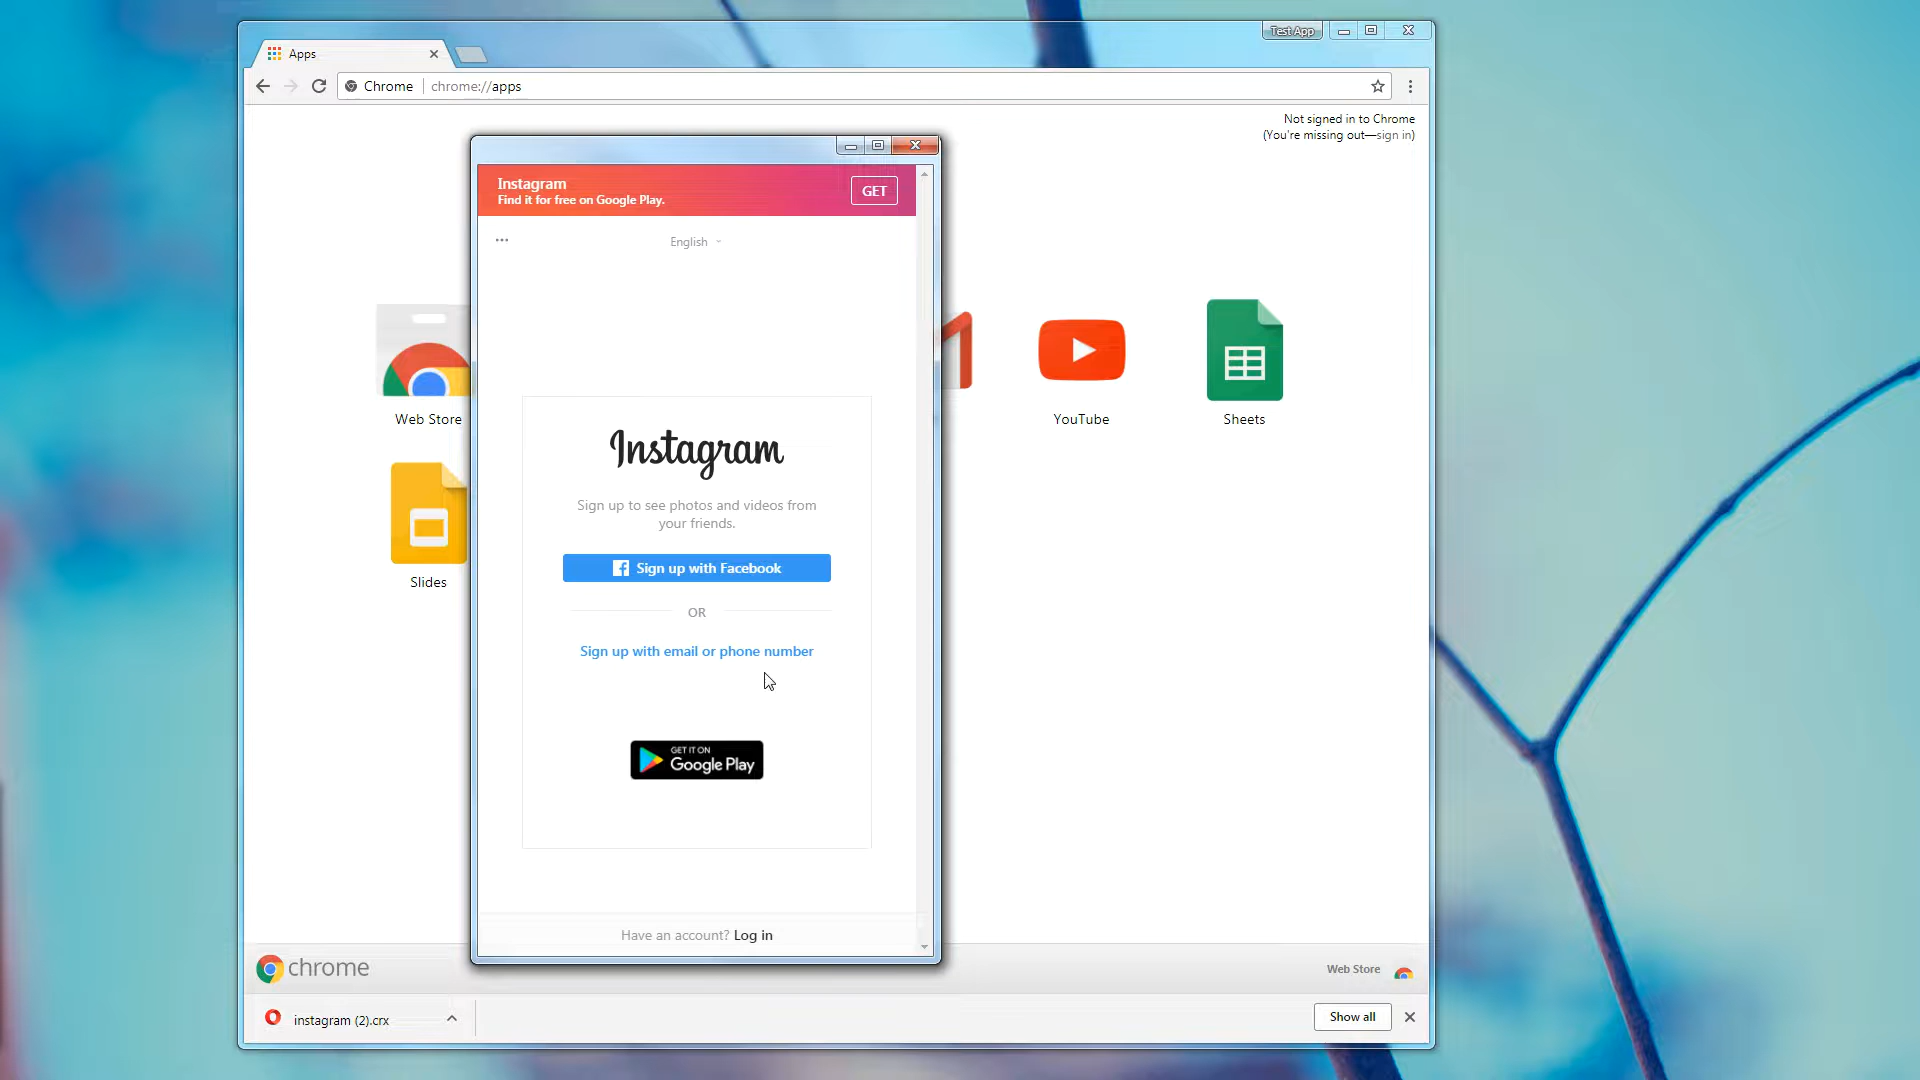 Test App
Apps
Chrome
chrome://apps
Not signed in to Chrome
(You're missing out—sign in)
Instagram
Find it for free on Google Play.
GET
English
Web Store
YouTube
Sheets
Slides
Instagram
Sign up to see photos and videos from
your friends.
Sign up with Facebook
OR
Sign up with email or phone number
GET IT ON
Google Play
Have an account? Log in
chrome
Web Store
instagram (2).crx
Show all